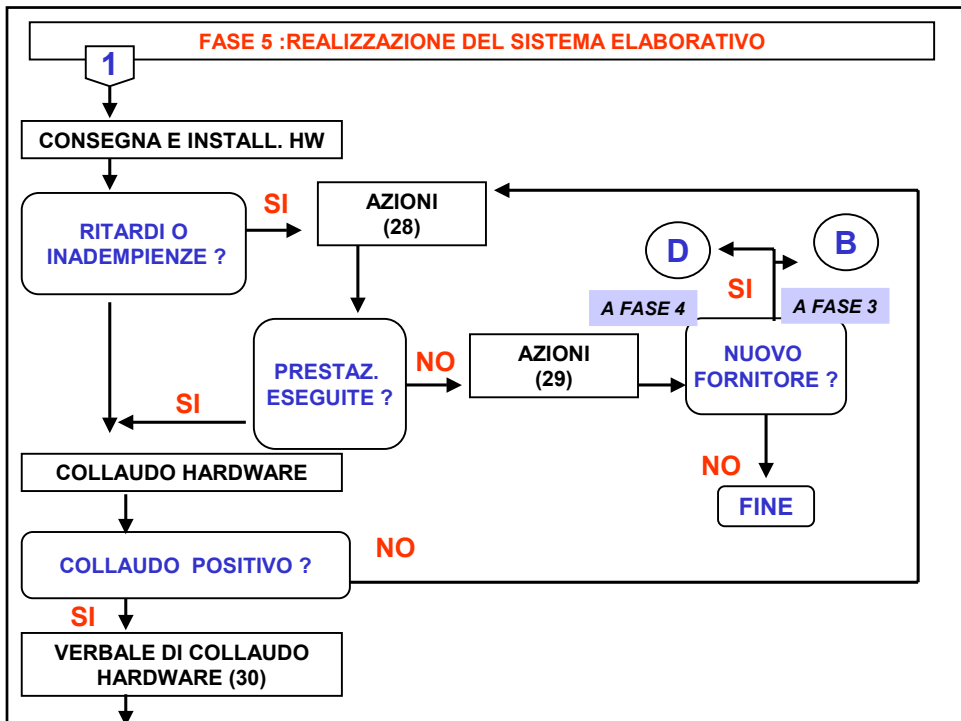 FASE 5 :REALIZZAZIONE DEL SISTEMA ELABORATIVO
1
CONSEGNA E INSTALL. HW
RITARDI O
INADEMPIENZE ?
SI
AZIONI
(28)
D
B
SI
A FASE 4
A FASE 3
PRESTAZ.
ESEGUITE ?
NO
AZIONI
(29)
NUOVO
FORNITORE ?
SI
NO
FINE
COLLAUDO HARDWARE
COLLAUDO  POSITIVO ?
NO
SI
VERBALE DI COLLAUDO
HARDWARE (30)